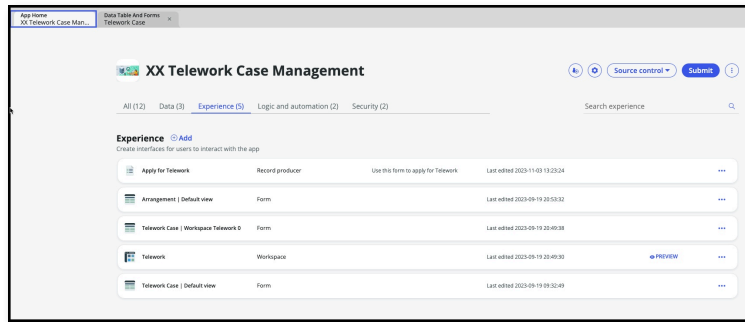 App Home
XX Telework Case Man...
Data Table And Forms
Telework Case
XX Telework Case Management
Source control
Submit
All (12) Data (3) Experience (5) Logic and automation (2) Security (2)
Search experience
Experience Add
Create interfaces for users to interact with the app
Apply for Telework Record producer Use this form to apply for Telework Last edited 2023-11-03 13:23:24
Arrangement | Default view Form Last edited 2023-09-19 20:53:32
Telework Case | Workspace Telework 0 Form Last edited 2023-09-19 20:49:38
Telework Workspace Last edited 2023-09-19 20:49:30 PREVIEW
Telework Case | Default view Form Last edited 2023-09-19 09:32:49